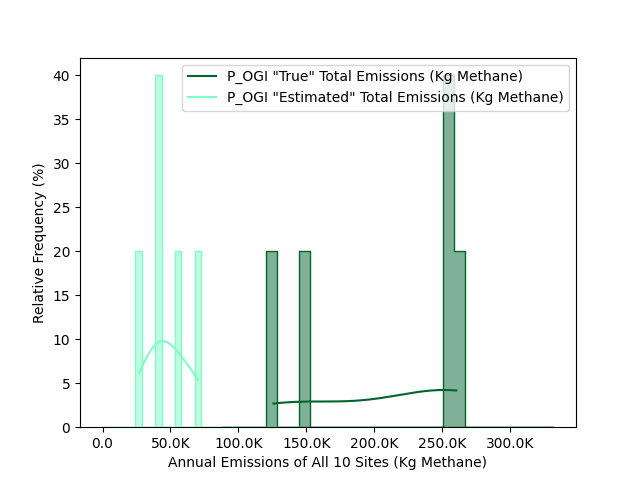 P_OGI "True" Total Emissions (Kg Methane)
P_OGI "Estimated" Total Emissions (Kg Methane)
40
35
30
25
20
15
10
5
0
Relative Frequency (%)
0.0 50.0K 100.0K 150.0K 200.0K 250.0K 300.0K
Annual Emissions of All 10 Sites (Kg Methane)